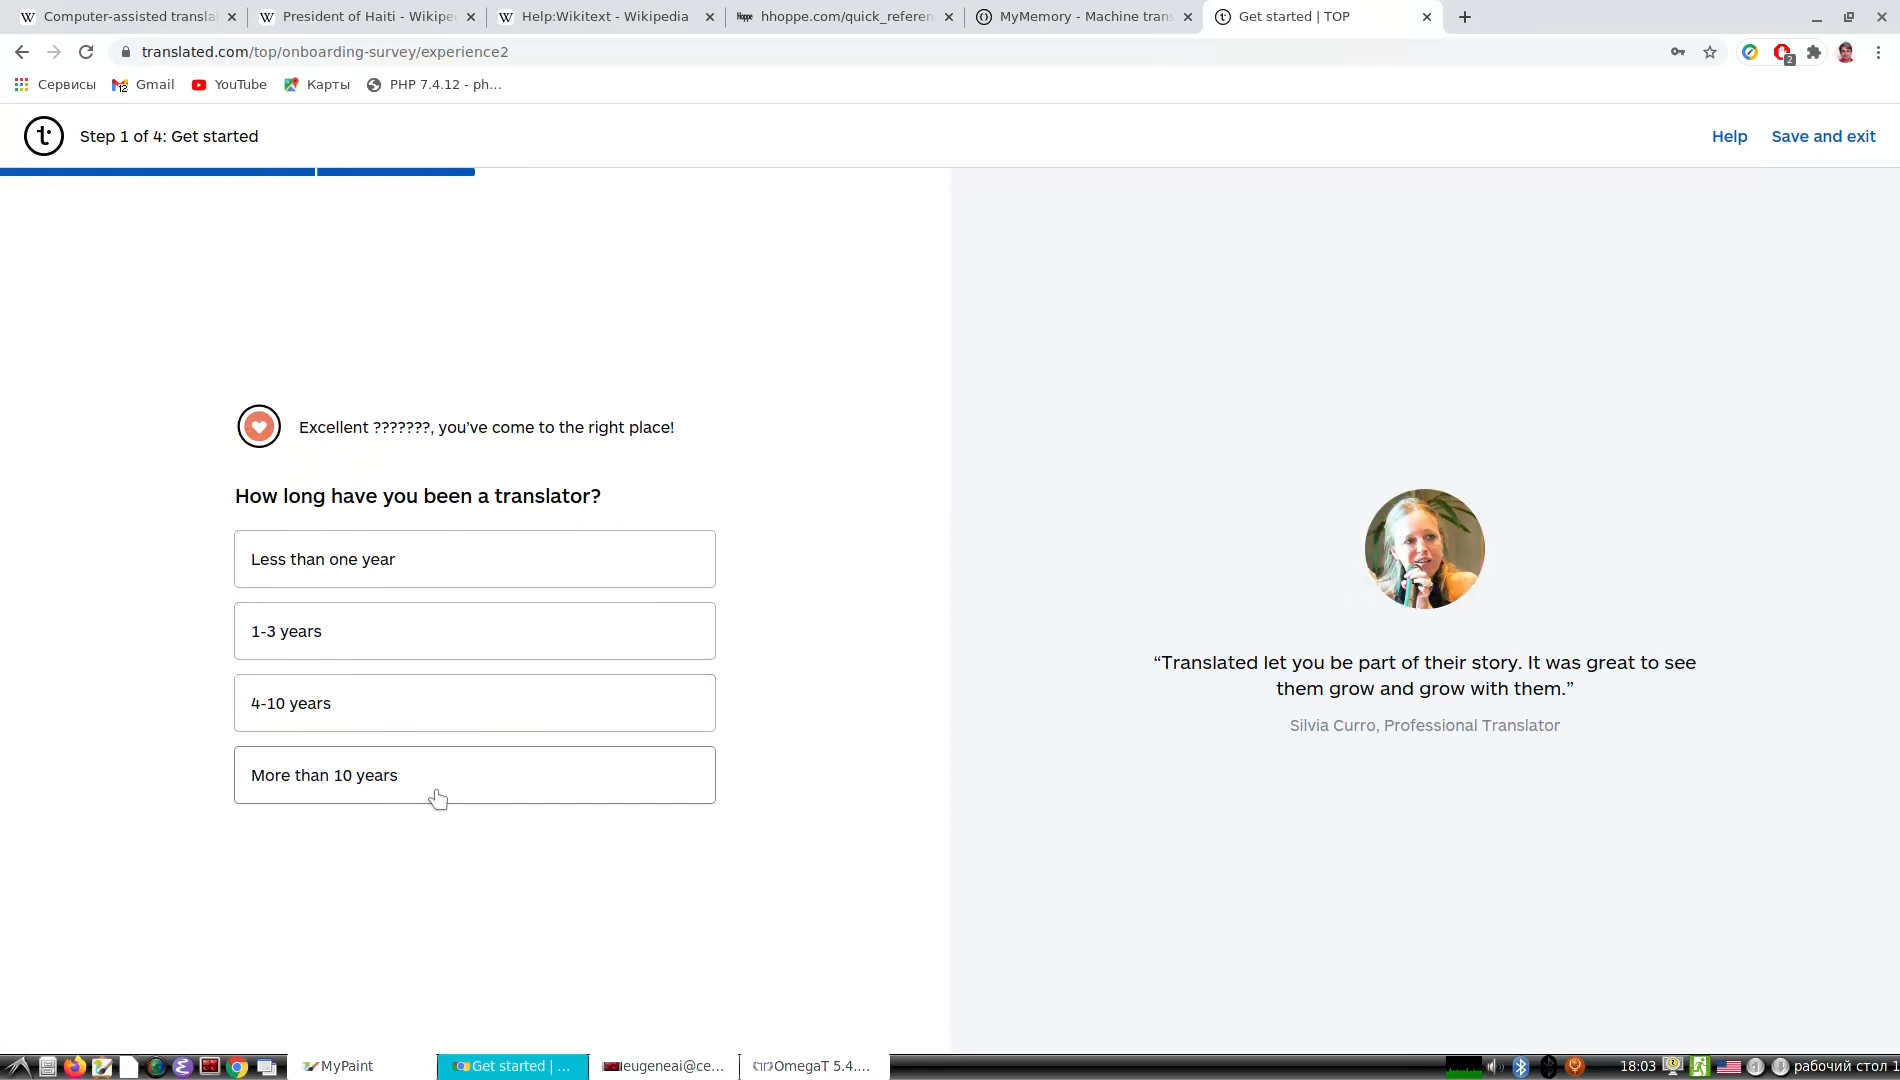 Computer-assisted transla
President of Haiti - Wikipe
Help:Wikitext - Wikipedia
Hoppe hhoppe.com/quick_referen
MyMemory - Machine trans
Get started | TOP
translated.com/top/onboarding-survey/experience2
2
Сервисы
Gmail
YouTube
Карты
PHP 7.4.12 - ph...
Step 1 of 4: Get started
Help
Save and exit
Excellent ???????, you’ve come to the right place!
How long have you been a translator?
Less than one year
1-3 years
4-10 years
More than 10 years
“Translated let you be part of their story. It was great to see
them grow and grow with them.”
Silvia Curro, Professional Translator
MyPaint
Get started | ...
eugeneai@ce...
OmegaT 5.4....
18:03
рабочий стол 1